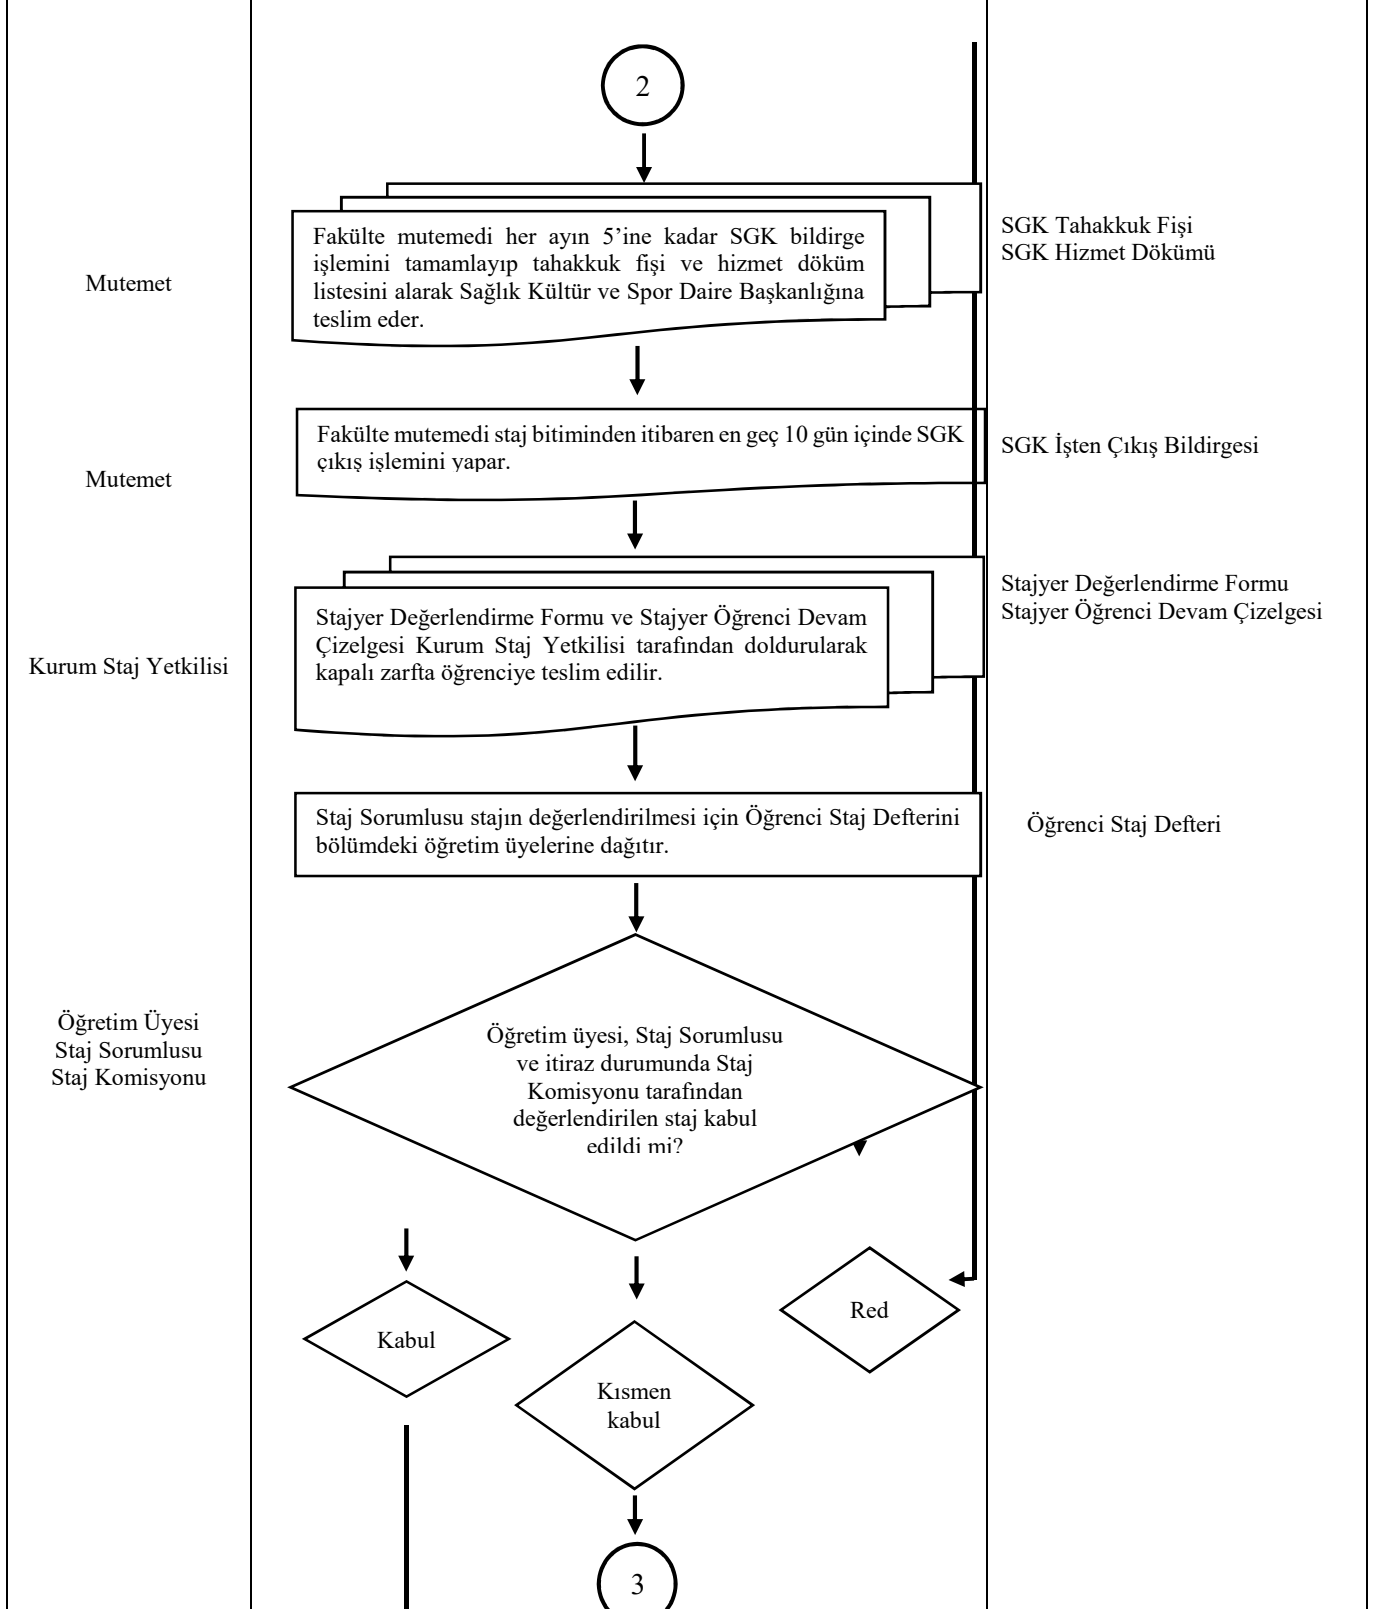 2
Fakülte mutemedi her ayın 5’ine kadar SGK bildirge
işlemini tamamlayıp tahakkuk fişi ve hizmet döküm
listesini alarak Sağlık Kültür ve Spor Daire Başkanlığına
teslim eder.
Mutemet
SGK Tahakkuk Fişi
SGK Hizmet Dökümü
Fakülte mutemedi staj bitiminden itibaren en geç 10 gün içinde SGK
çıkış işlemini yapar.
Mutemet
SGK İşten Çıkış Bildirgesi
Stajyer Değerlendirme Formu ve Stajyer Öğrenci Devam
Çizelgesi Kurum Staj Yetkilisi tarafından doldurularak
kapalı zarfta öğrenciye teslim edilir.
Kurum Staj Yetkilisi
Stajyer Değerlendirme Formu
Stajyer Öğrenci Devam Çizelgesi
Staj Sorumlusu stajın değerlendirilmesi için Öğrenci Staj Defterini
bölümdeki öğretim üyelerine dağıtır.
Öğrenci Staj Defteri
Öğretim Üyesi
Staj Sorumlusu
Staj Komisyonu
Öğretim üyesi, Staj Sorumlusu
ve itiraz durumunda Staj
Komisyonu tarafından
değerlendirilen staj kabul
edildi mi?
Kabul
Kısmen
kabul
Red
3